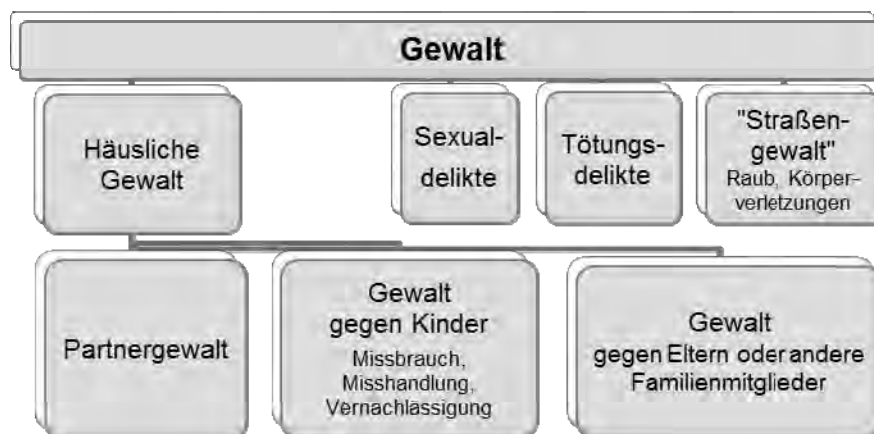 Gewalt
Häusliche
Gewalt
Sexual-
delikte
Tötungs-
delikte
"Straßen-
gewalt"
Raub, Körper-
verletzungen
Partnergewalt
Gewalt
gegen Kinder
Missbrauch,
Misshandlung,
Vernachlässigung
Gewalt
gegen Eltern oder andere
Familienmitglieder